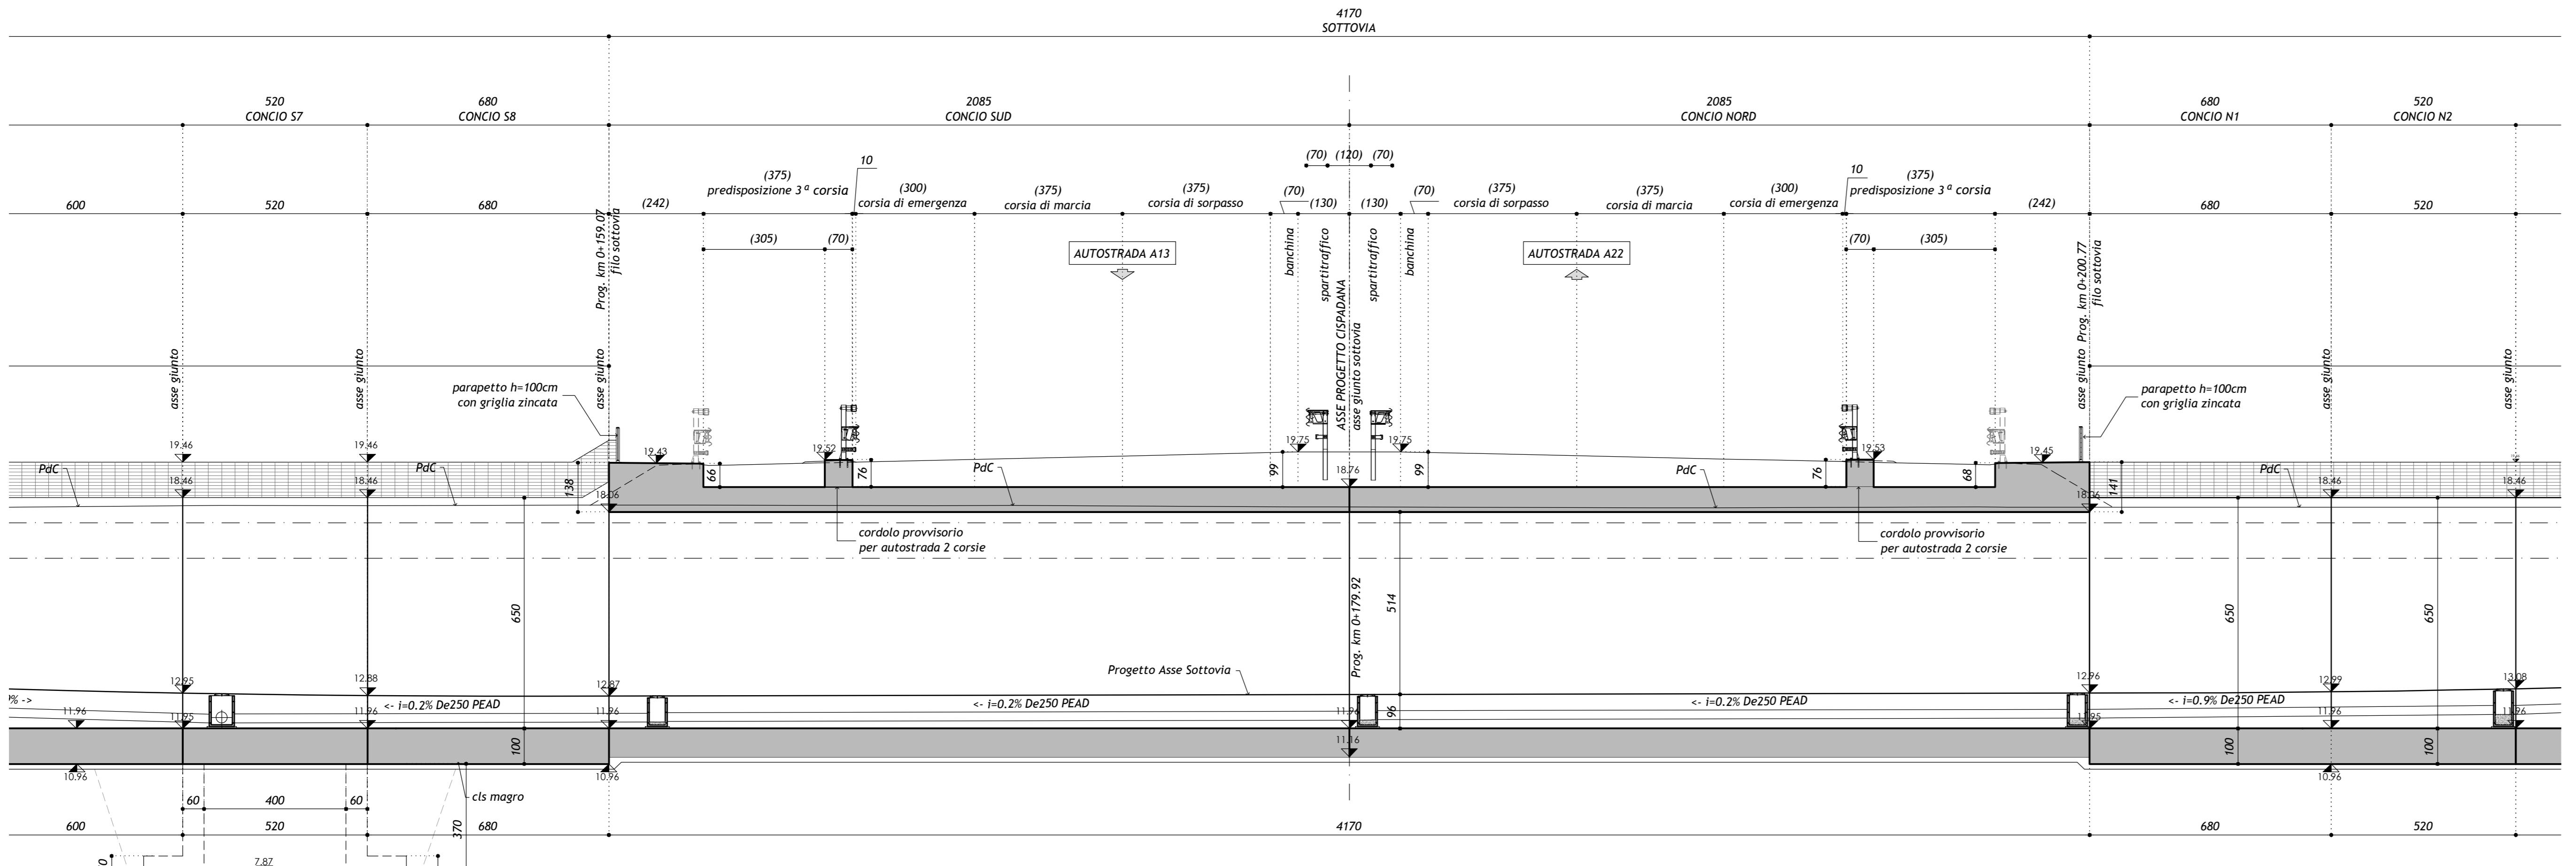 4170
SOTTOVIA
520
CONCIO S7
680
CONCIO S8
2085
CONCIO SUD
2085
CONCIO NORD
680
CONCIO N1
520
CONCIO N2
(70) (120) (70)
10
10
(375)
predisposizione 3ª corsia
(300)
corsia di emergenza
(375)
corsia di marcia
(375)
corsia di sorpasso
(70)
(130)
(130)
(70)
(375)
corsia di sorpasso
(375)
corsia di marcia
(300)
corsia di emergenza
(375)
predisposizione 3ª corsia
600
520
680
(242)
(242)
680
520
(305)
(70)
(70)
(305)
AUTOSTRADA A13
AUTOSTRADA A22
Prog. km 0+159.07
filo sottovia
banchina
spartitraffico
ASSE PROGETTO CISPADANA
asse giunto sottovia
spartitraffico
banchina
asse giunto Prog. km 0+200.77
filo sottovia
asse giunto
asse giunto
asse giunto
asse giunto
asse giunto
parapetto h=100cm
con griglia zincata
parapetto h=100cm
con griglia zincata
19.46
19.46
19.43
19.52
19.75
19.75
19.53
19.45
PdC
PdC
PdC
PdC
PdC
18.46
18.46
138
18.06
66
76
99
18.76
99
76
68
141
18.46
18.46
cordolo provvisorio
per autostrada 2 corsie
cordolo provvisorio
per autostrada 2 corsie
650
514
Prog. km 0+179.92
650
650
Progetto Asse Sottovia
12.95
12.88
12.87
12.96
12.99
13.08
% ->
<- i=0.2% De250 PEAD
<- i=0.2% De250 PEAD
<- i=0.2% De250 PEAD
<- i=0.9% De250 PEAD
11.96
11.95
11.96
11.96
11.96
96
11.95
11.96
11.96
100
11.16
100
100
10.96
10.96
10.96
cls magro
60 400 60
600
520
680
370
4170
680
520
7.87
0